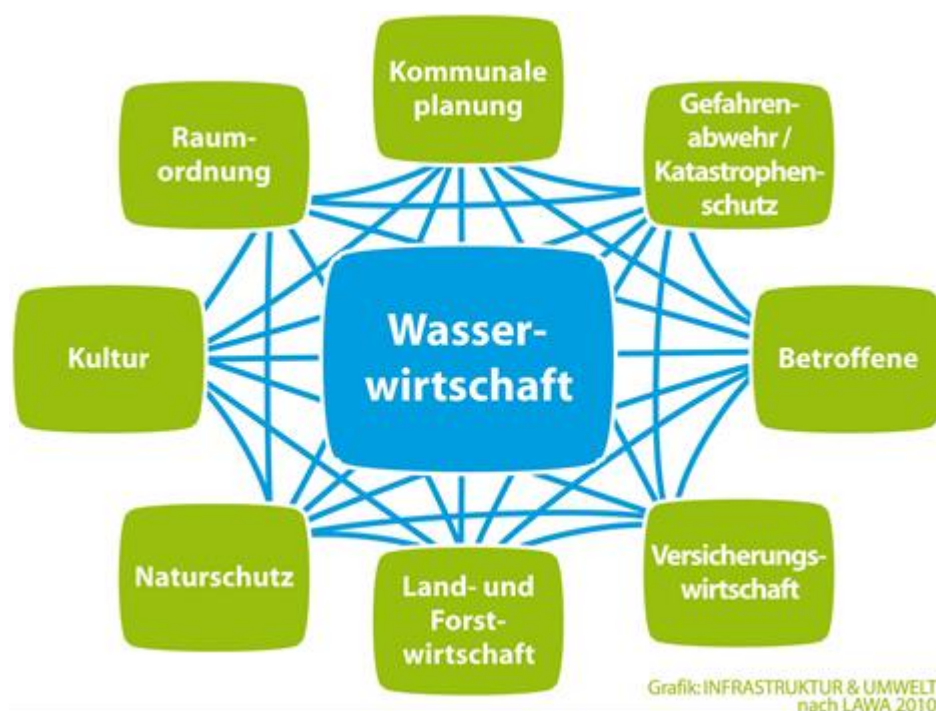 Kommunale
planung
Gefahren-
abwehr /
Katastrophen-
schutz
Raum-
ordnung
Wasser-
wirtschaft
Kultur
Betroffene
Naturschutz
Land- und
Forst-
wirtschaft
Versicherungs-
wirtschaft
Grafik: INFRASTRUKTUR & UMWELT
nach LAWA 2010